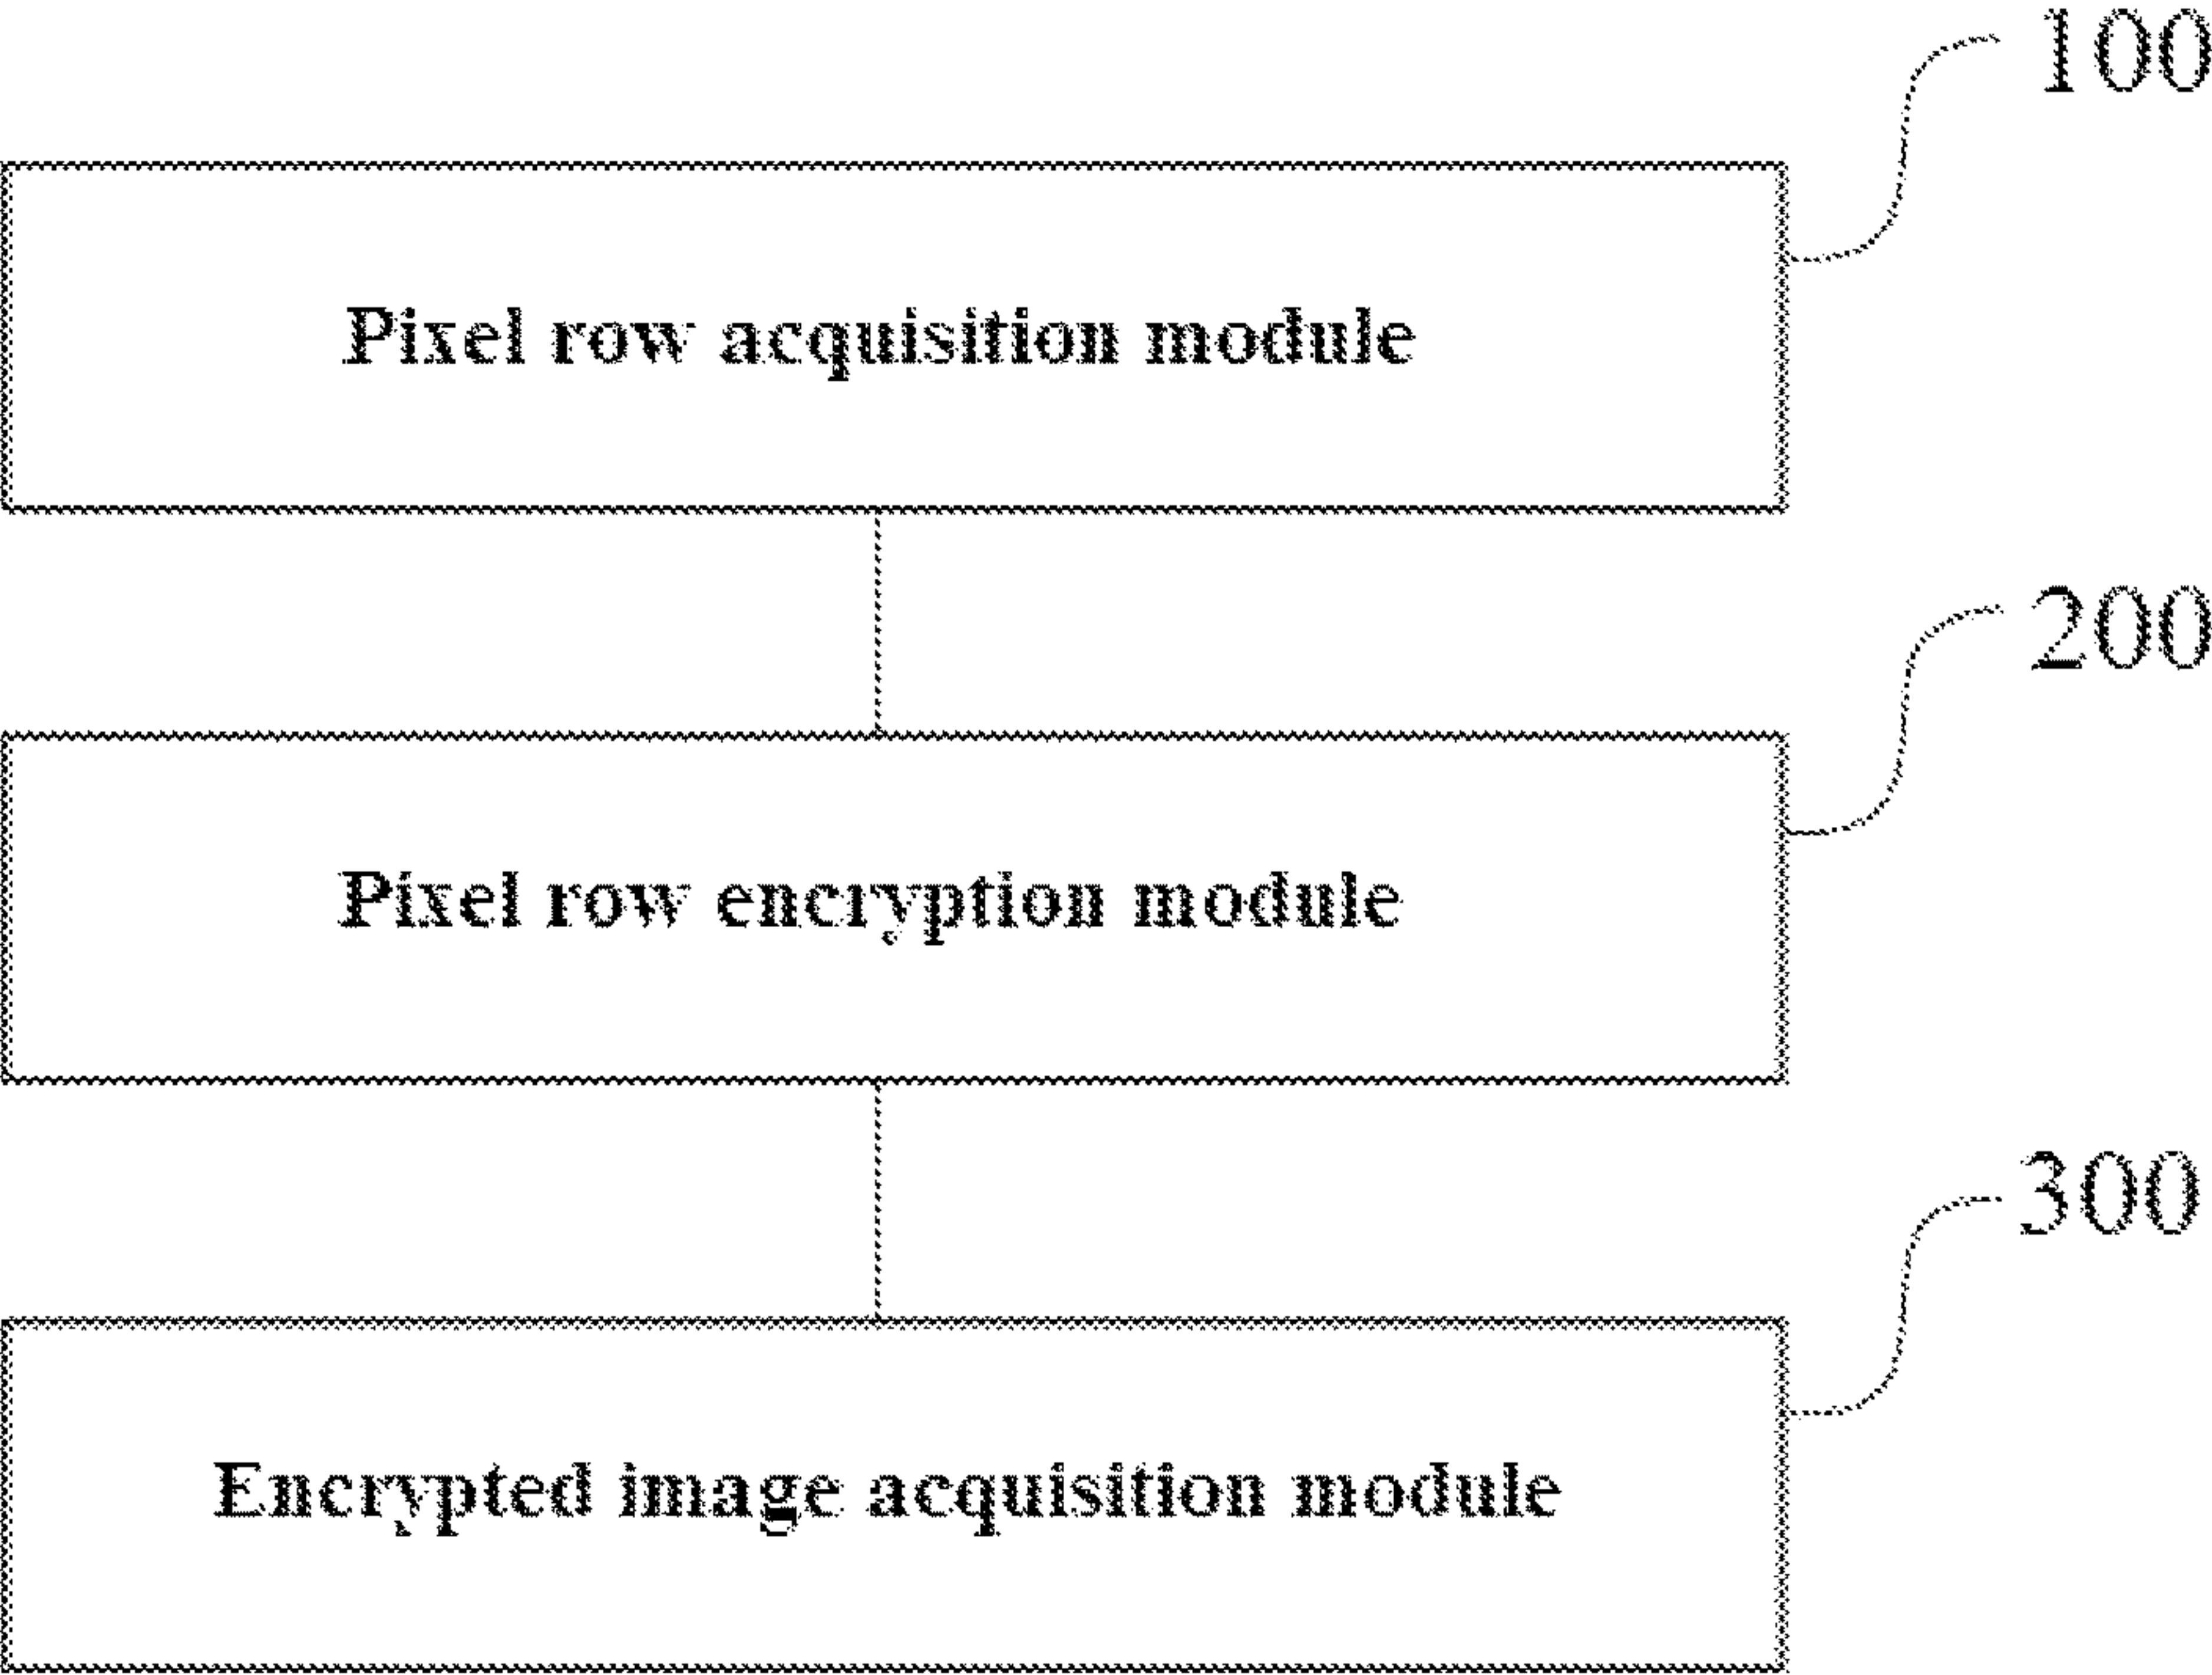 100
Pixel row acquisition module
200
Pixel row encryption module
300
Encrypted image acquisition module